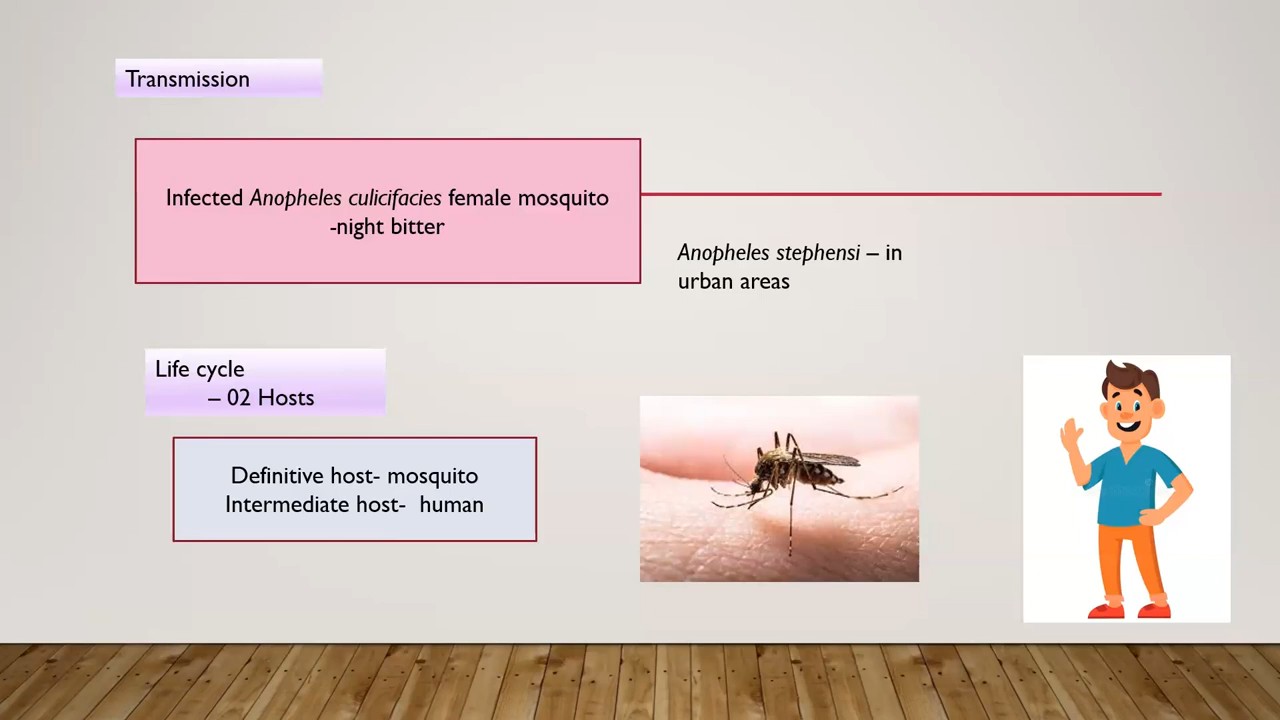 Transmission
Infected Anopheles culicifacies female mosquito
-night bitter
Anopheles stephensi – in
urban areas
Life cycle
– 02 Hosts
Definitive host- mosquito
Intermediate host- human